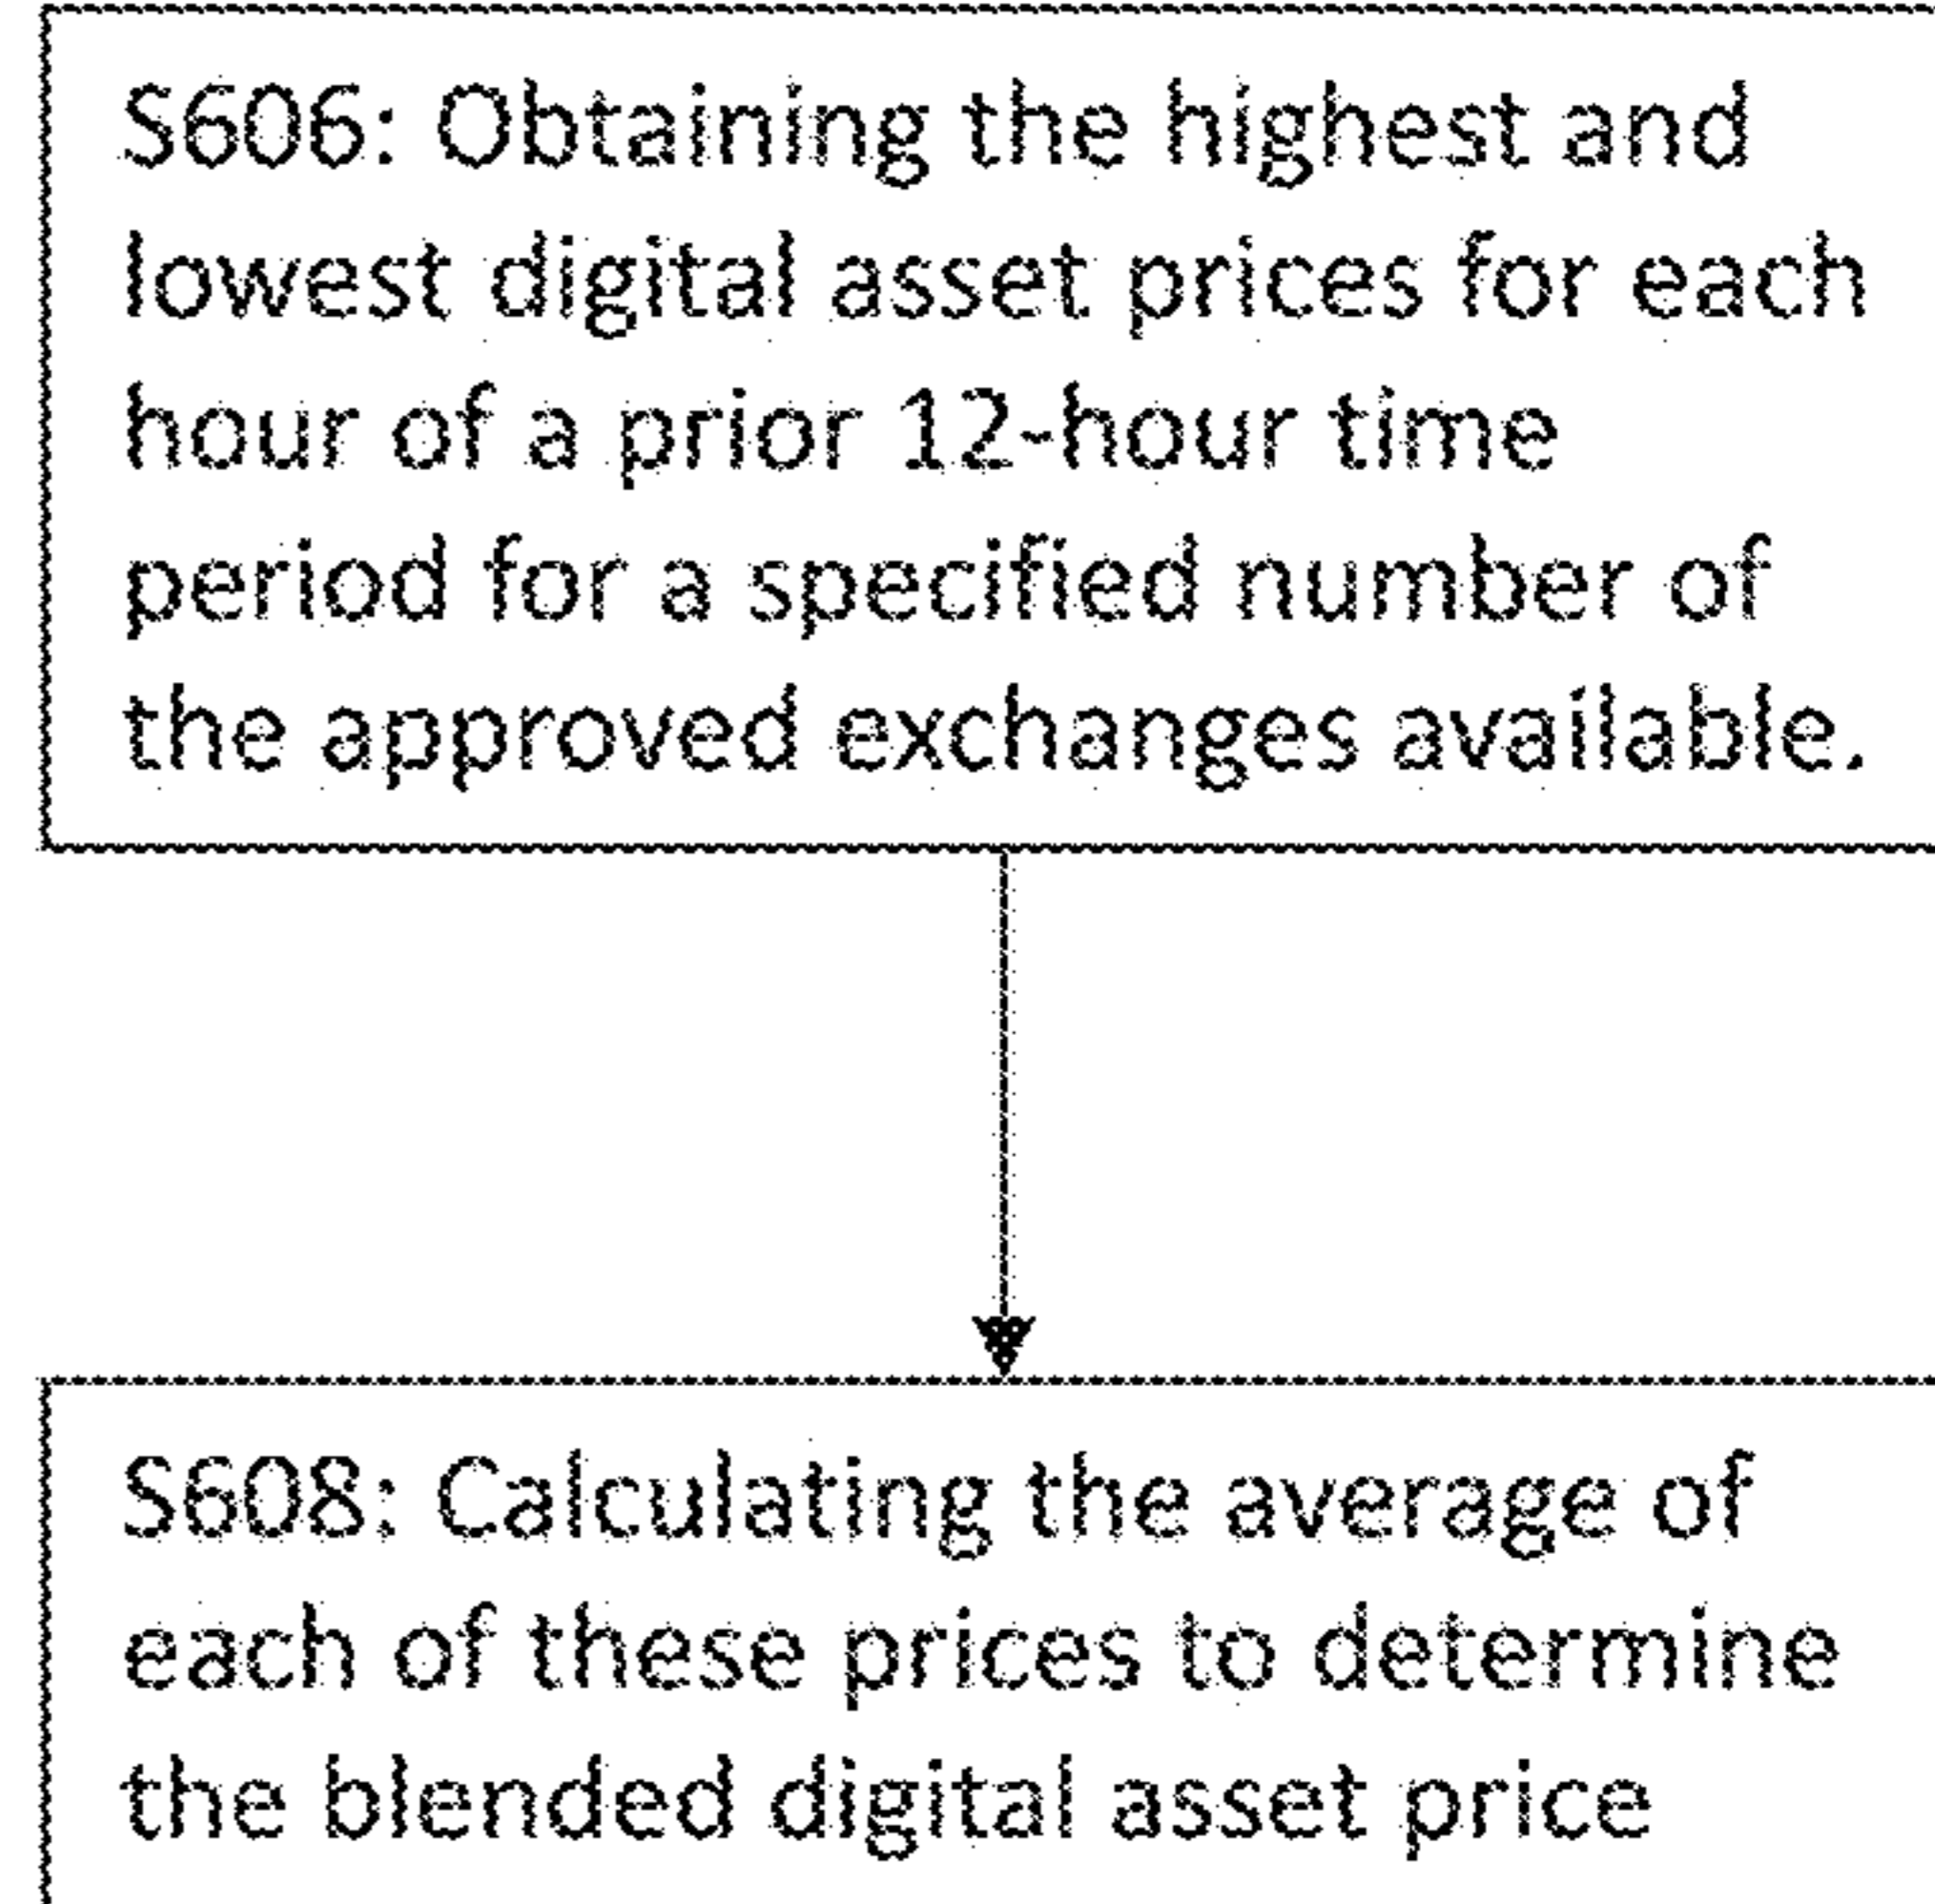 S606: Obtaining the highest and
lowest digital asset prices for each
hour of a prior 12-hour time
period for a specified number of
the approved exchanges available.
S608: Calculating the average of
each of these prices to determine
the blended digital asset price